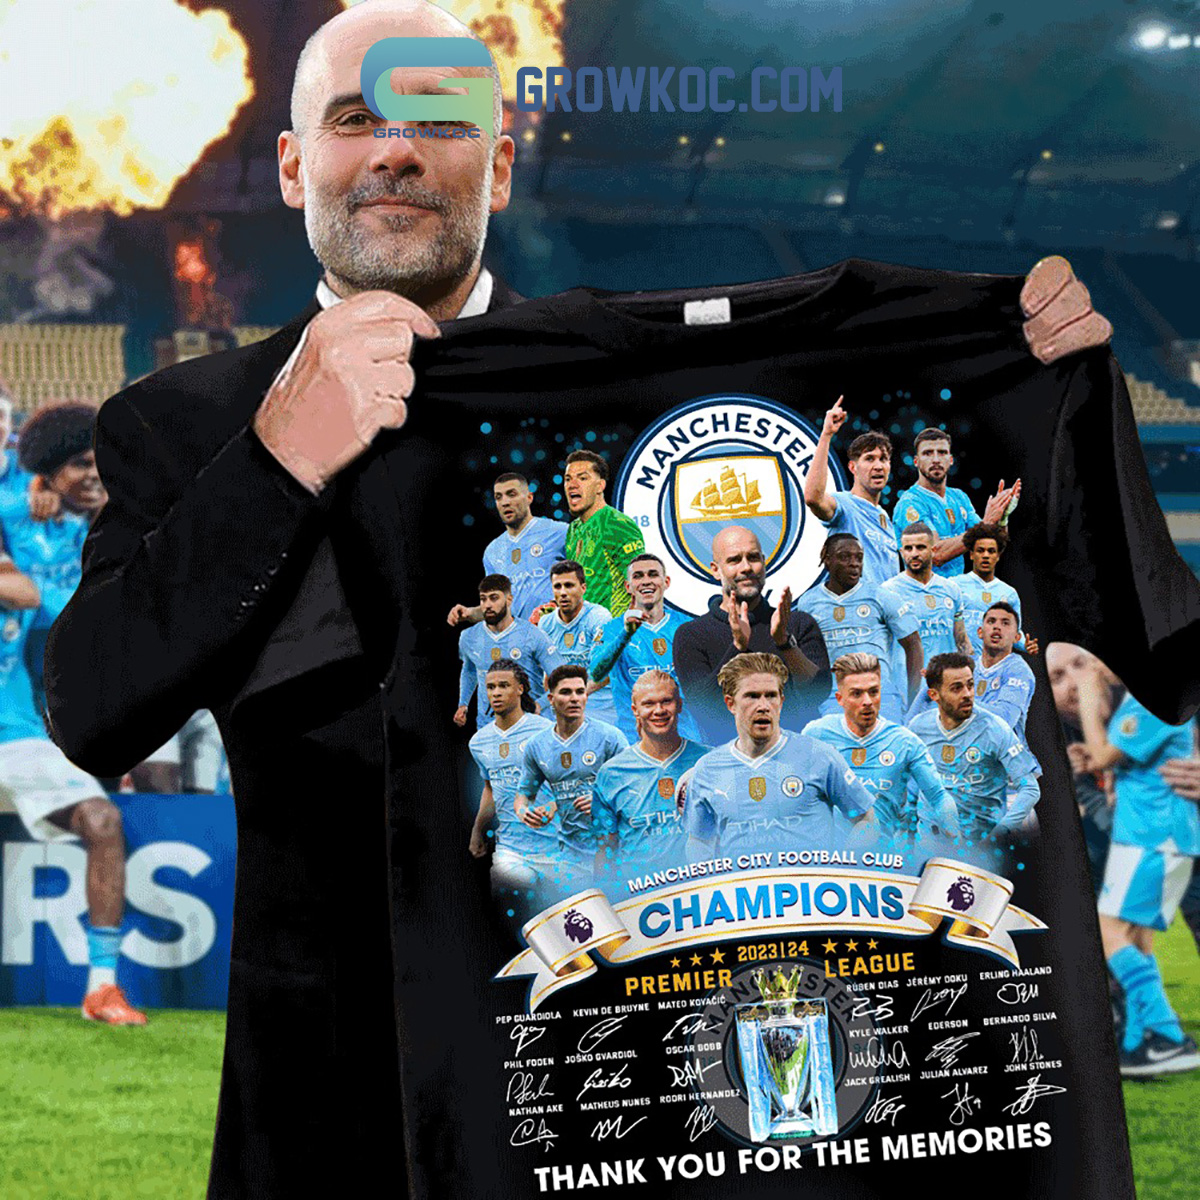 GROWKOC
GROWKOC.COM
MANCHESTER
18
ETIHAD
AIRWAYS
RS
MANCHESTER CITY FOOTBALL CLUB
CHAMPIONS
2023|24
PREMIER LEAGUE
PEP GUARDIOLA KEVIN DE BRUYNE MATEO KOVAČIĆ
RÚBEN DIAS JÉRÉMY DOKU ERLING HAALAND
PHIL FODEN JOŠKO GVARDIOL OSCAR BOBB
KYLE WALKER EDERSON BERNARDO SILVA
NATHAN AKE MATHEUS NUNES RODRI HERNANDEZ
JACK GREALISH JULIAN ALVAREZ JOHN STONES
THANK YOU FOR THE MEMORIES